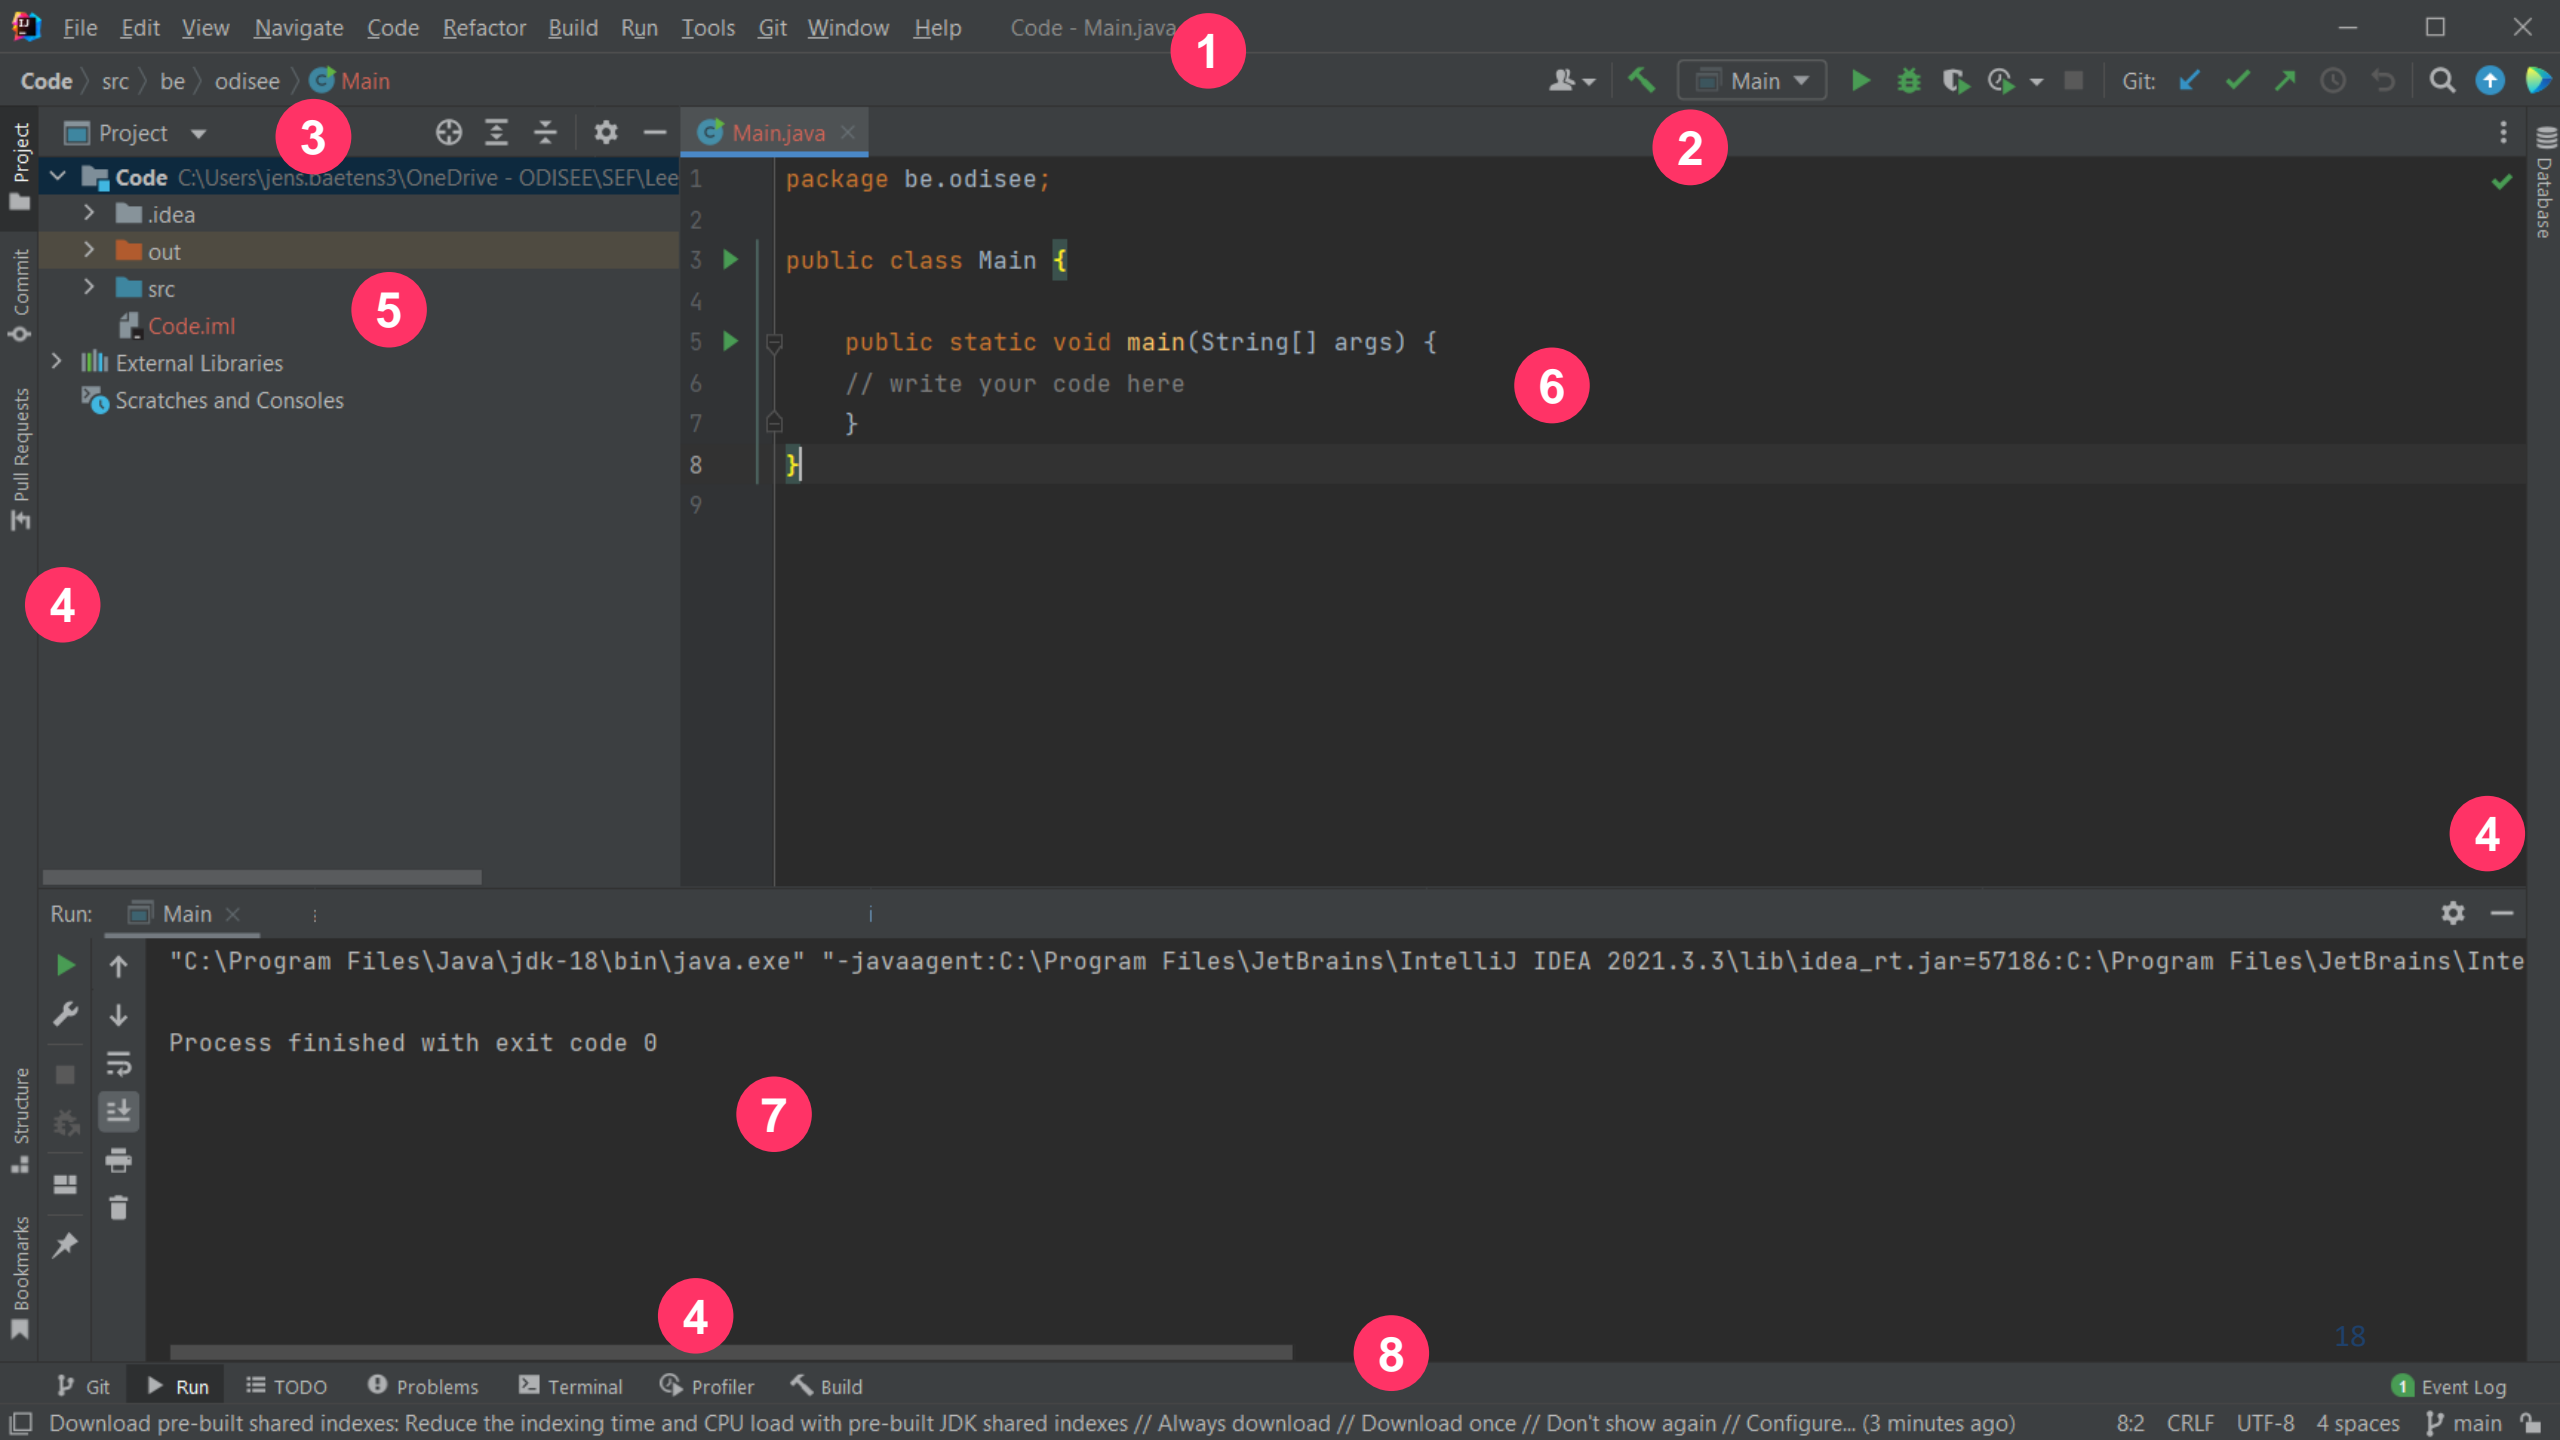 File Edit View Navigate Code Refactor Build Run Tools Git Window Help Code - Main.java
1
Code src be odisee Main
Main Git:
Project
3
2
Main.java
Project
Commit
Pull Requests
Structure
Bookmarks
Database
Code C:\Users\jens.baetens3\OneDrive - ODISEE\SEF\Lee
.idea
out
src
Code.iml
External Libraries
Scratches and Consoles
5
4
1 package be.odisee;
2
3 public class Main {
4
5 public static void main(String[] args) {
6 // write your code here
7 }
8 }
9
6
4
Run: Main
"C:\Program Files\Java\jdk-18\bin\java.exe" "-javaagent:C:\Program Files\JetBrains\IntelliJ IDEA 2021.3.3\lib\idea_rt.jar=57186:C:\Program Files\JetBrains\Inte
Process finished with exit code 0
7
4
8
18
Git Run TODO Problems Terminal Profiler Build 1 Event Log
Download pre-built shared indexes: Reduce the indexing time and CPU load with pre-built JDK shared indexes // Always download // Download once // Don't show again // Configure... (3 minutes ago) 8:2 CRLF UTF-8 4 spaces main